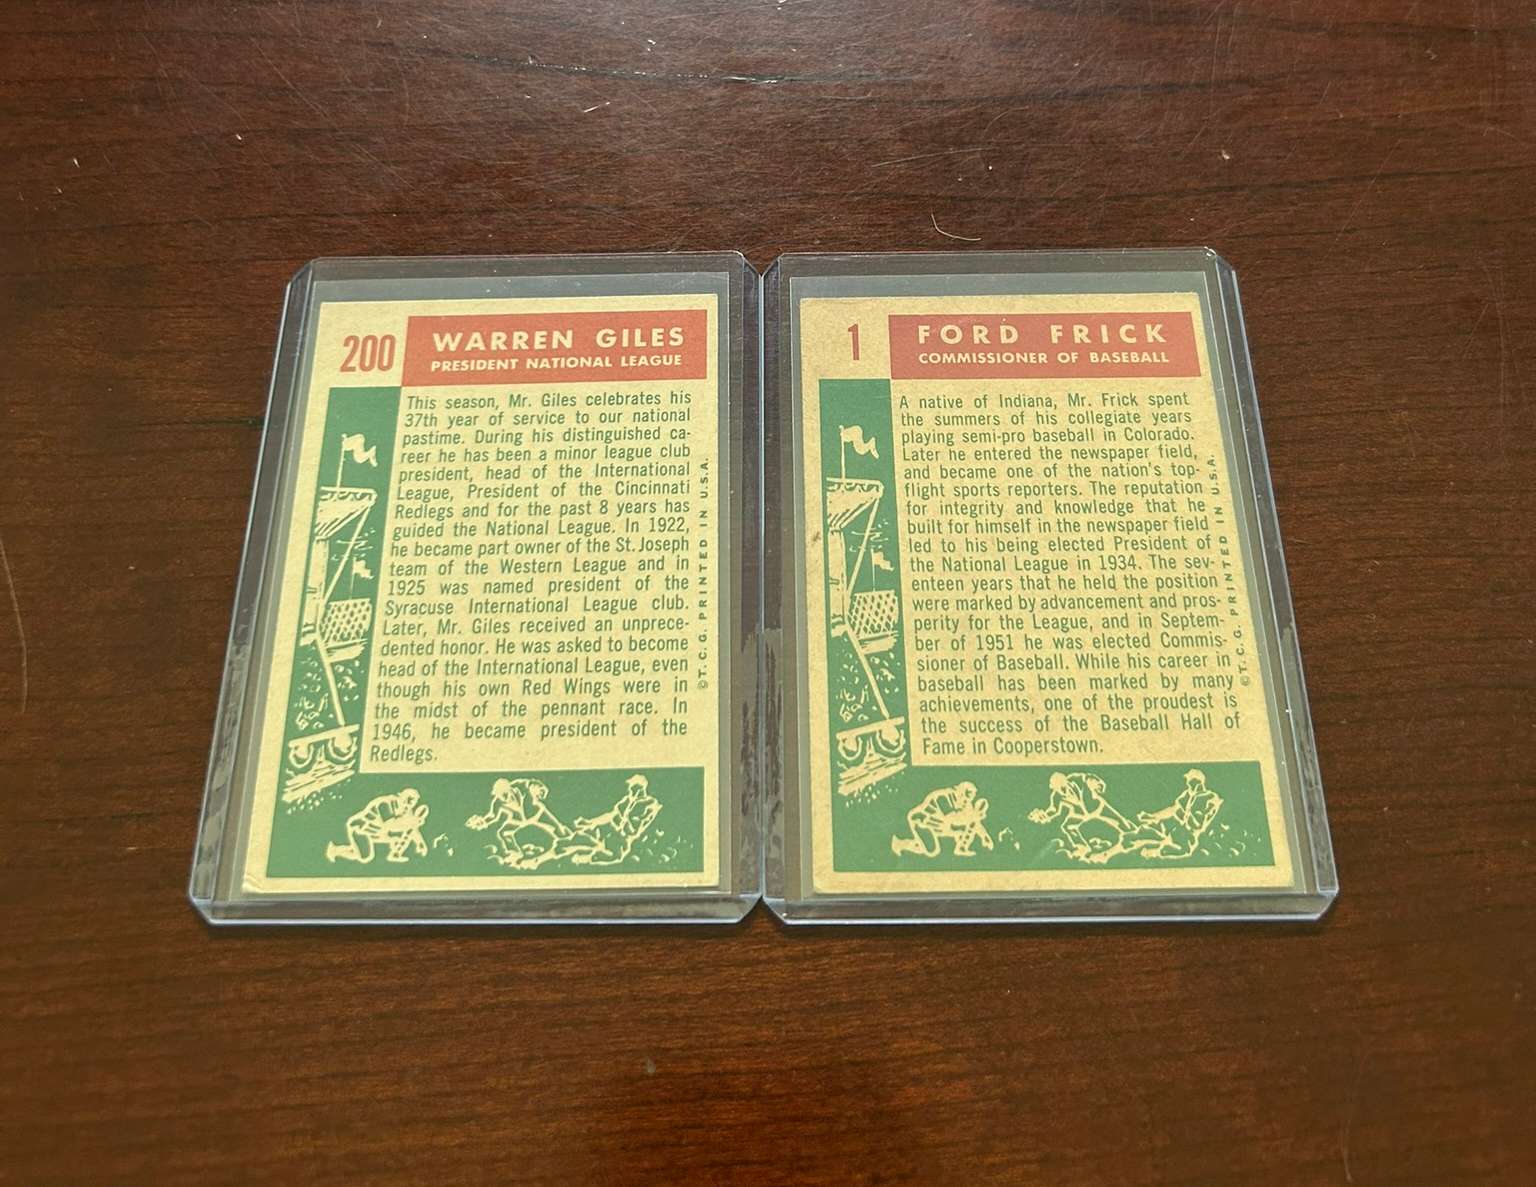 200
WARREN GILES
PRESIDENT NATIONAL LEAGUE
This season, Mr. Giles celebrates his
37th year of service to our national
pastime. During his distinguished ca-
reer he has been a minor league club
president, head of the International
League, President of the Cincinnati
Redlegs and for the past 8 years has
guided the National League. In 1922,
he became part owner of the St. Joseph
team of the Western League and in
1925 was named president of the
Syracuse International League club.
Later, Mr. Giles received an unprece-
dented honor. He was asked to become
head of the International League, even
though his own Red Wings were in
the midst of the pennant race. In
1946, he became president of the
Redlegs.
© T. C. G. PRINTED IN U.S.A.
1
FORD FRICK
COMMISSIONER OF BASEBALL
A native of Indiana, Mr. Frick spent
the summers of his collegiate years
playing semi-pro baseball in Colorado.
Later he entered the newspaper field,
and became one of the nation's top-
flight sports reporters. The reputation
for integrity and knowledge that he
built for himself in the newspaper field
led to his being elected President of
the National League in 1934. The sev-
enteen years that he held the position
were marked by advancement and pros-
perity for the League, and in Septem-
ber of 1951 he was elected Commis-
sioner of Baseball. While his career in
baseball has been marked by many
achievements, one of the proudest is
the success of the Baseball Hall of
Fame in Cooperstown.
© T. C. G. PRINTED IN U.S.A.